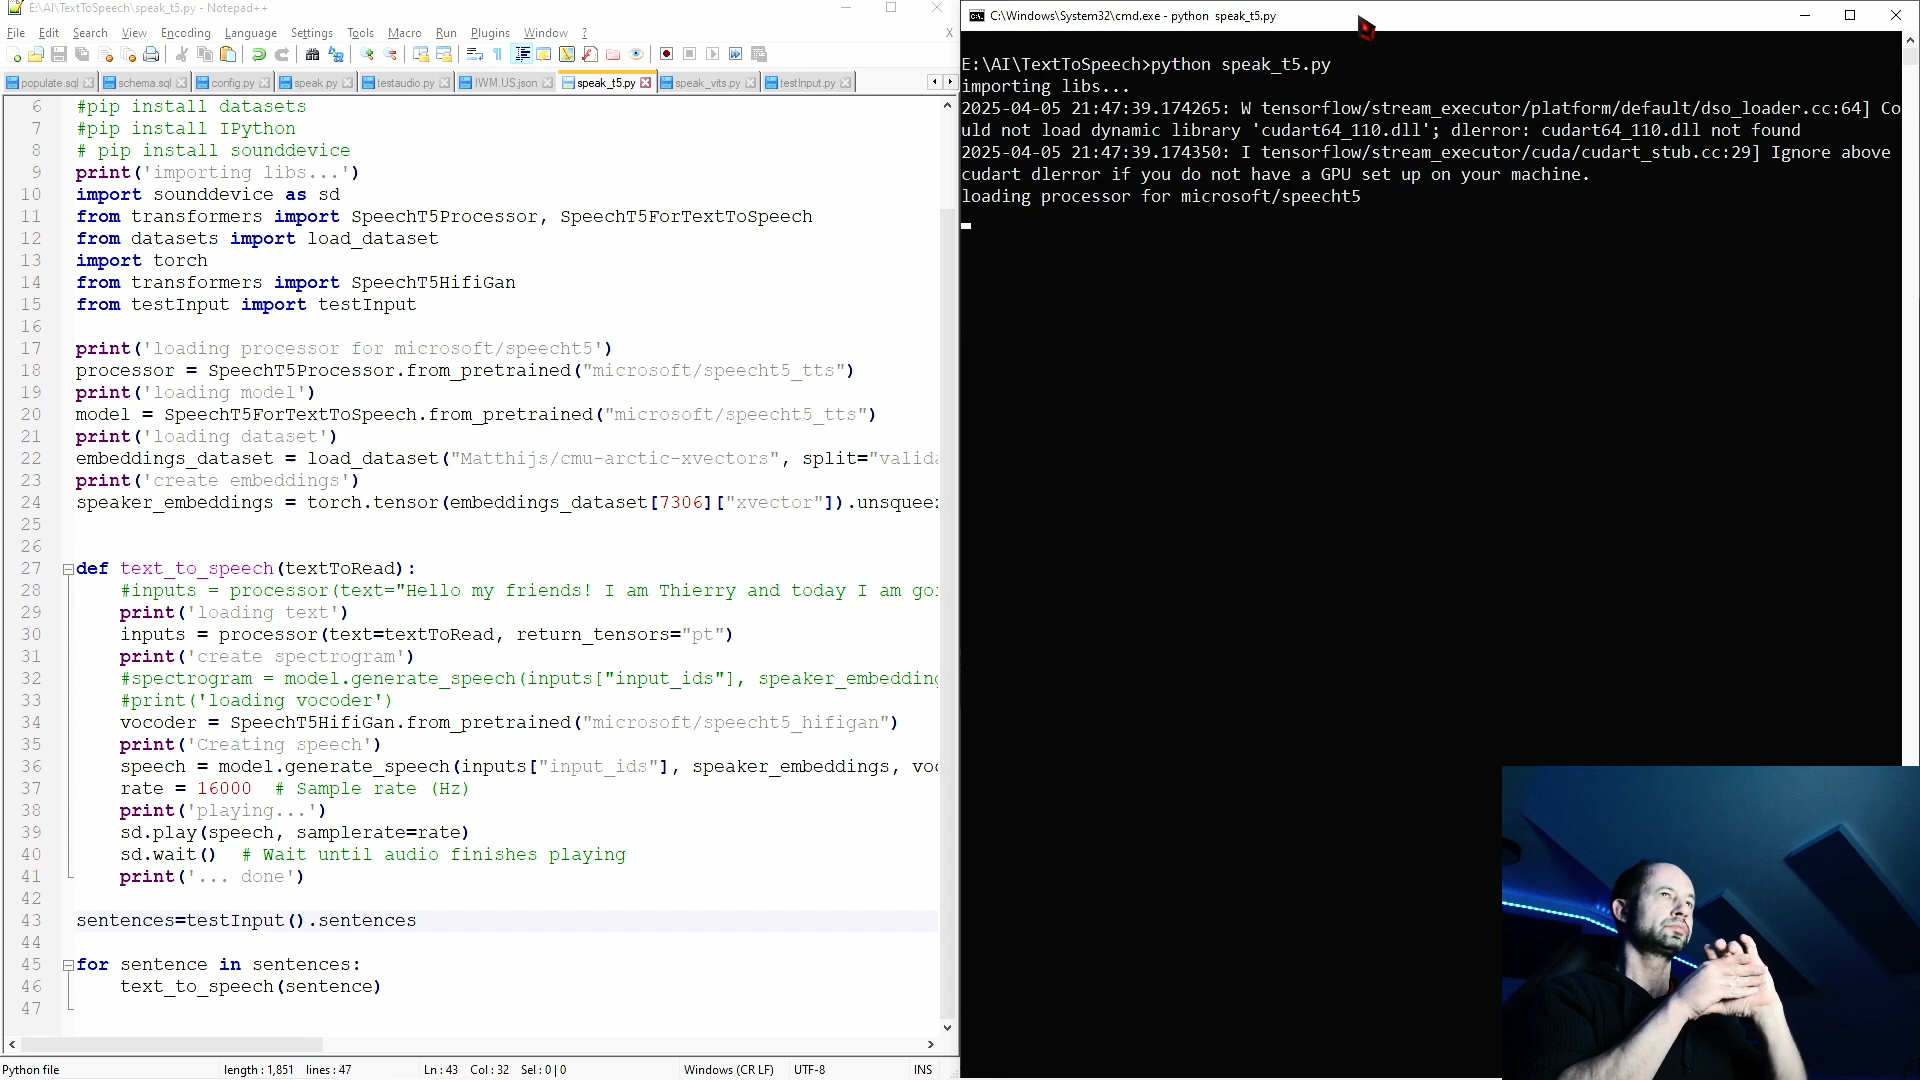 E:\AI\TextToSpeech\speak_t5.py - Notepad++
File Edit Search View Encoding Language Settings Tools Macro Run Plugins Window ? X
populate.sql schema.sql config.py speak.py testaudio.py IWM.US.json speak_t5.py speak_vits.py testInput.py
6 #pip install datasets
7 #pip install IPython
8 # pip install sounddevice
9 print('importing libs...')
10 import sounddevice as sd
11 from transformers import SpeechT5Processor, SpeechT5ForTextToSpeech
12 from datasets import load_dataset
13 import torch
14 from transformers import SpeechT5HifiGan
15 from testInput import testInput
16
17 print('loading processor for microsoft/speecht5')
18 processor = SpeechT5Processor.from_pretrained("microsoft/speecht5_tts")
19 print('loading model')
20 model = SpeechT5ForTextToSpeech.from_pretrained("microsoft/speecht5_tts")
21 print('loading dataset')
22 embeddings_dataset = load_dataset("Matthijs/cmu-arctic-xvectors", split="valida
23 print('create embeddings')
24 speaker_embeddings = torch.tensor(embeddings_dataset[7306]["xvector"]).unsquee
25
26
27 def text_to_speech(textToRead):
28 #inputs = processor(text="Hello my friends! I am Thierry and today I am goi
29 print('loading text')
30 inputs = processor(text=textToRead, return_tensors="pt")
31 print('create spectrogram')
32 #spectrogram = model.generate_speech(inputs["input_ids"], speaker_embedding
33 #print('loading vocoder')
34 vocoder = SpeechT5HifiGan.from_pretrained("microsoft/speecht5_hifigan")
35 print('Creating speech')
36 speech = model.generate_speech(inputs["input_ids"], speaker_embeddings, voc
37 rate = 16000 # Sample rate (Hz)
38 print('playing...')
39 sd.play(speech, samplerate=rate)
40 sd.wait() # Wait until audio finishes playing
41 print('... done')
42
43 sentences=testInput().sentences
44
45 for sentence in sentences:
46 text_to_speech(sentence)
47
Python file length : 1,851 lines : 47 Ln : 43 Col : 32 Sel : 0 | 0 Windows (CR LF) UTF-8 INS
C:\Windows\System32\cmd.exe - python speak_t5.py
E:\AI\TextToSpeech>python speak_t5.py
importing libs...
2025-04-05 21:47:39.174265: W tensorflow/stream_executor/platform/default/dso_loader.cc:64] Co
uld not load dynamic library 'cudart64_110.dll'; dlerror: cudart64_110.dll not found
2025-04-05 21:47:39.174350: I tensorflow/stream_executor/cuda/cudart_stub.cc:29] Ignore above
cudart dlerror if you do not have a GPU set up on your machine.
loading processor for microsoft/speecht5